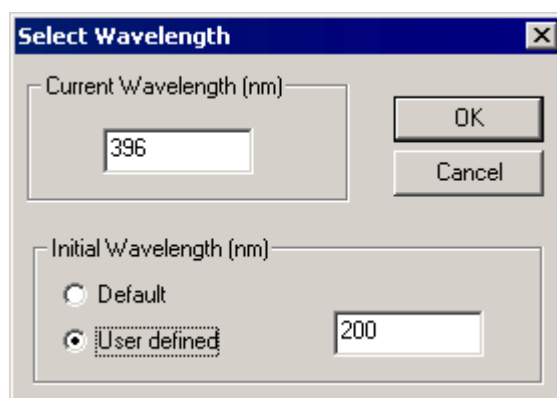 Select Wavelength
Current Wavelength (nm)
396
OK
Cancel
Initial Wavelength (nm)
Default
User defined
200